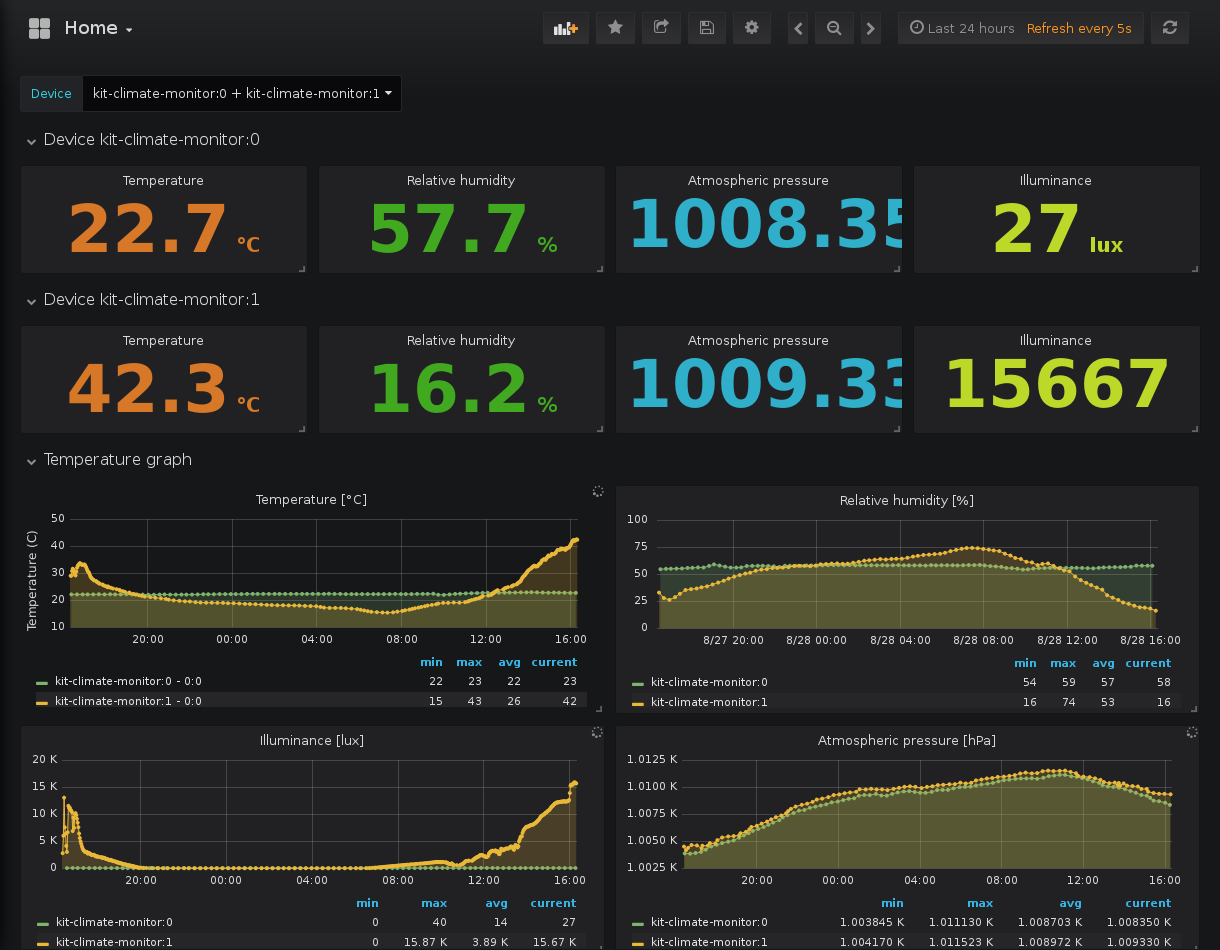 Home
Last 24 hours Refresh every 5s
Device kit-climate-monitor:0 + kit-climate-monitor:1
Device kit-climate-monitor:0
Temperature Relative humidity Atmospheric pressure Illuminance
22.7 °C 57.7 % 1008.35 27 lux
Device kit-climate-monitor:1
Temperature Relative humidity Atmospheric pressure Illuminance
42.3 °C 16.2 % 1009.33 15667
Temperature graph
Temperature [°C]
Temperature (C)
50
40
30
20
10
20:00 00:00 04:00 08:00 12:00 16:00
min max avg current
kit-climate-monitor:0 - 0:0 22 23 22 23
kit-climate-monitor:1 - 0:0 15 43 26 42
Relative humidity [%]
100
75
50
25
0
8/27 20:00 8/28 00:00 8/28 04:00 8/28 08:00 8/28 12:00 8/28 16:00
min max avg current
kit-climate-monitor:0 54 59 57 58
kit-climate-monitor:1 16 74 53 16
Illuminance [lux]
20 K
15 K
10 K
5 K
0
20:00 00:00 04:00 08:00 12:00 16:00
min max avg current
kit-climate-monitor:0 0 40 14 27
kit-climate-monitor:1 0 15.87 K 3.89 K 15.67 K
Atmospheric pressure [hPa]
1.0125 K
1.0100 K
1.0075 K
1.0050 K
1.0025 K
20:00 00:00 04:00 08:00 12:00 16:00
min max avg current
kit-climate-monitor:0 1.003845 K 1.011130 K 1.008703 K 1.008350 K
kit-climate-monitor:1 1.004170 K 1.011523 K 1.008972 K 1.009330 K